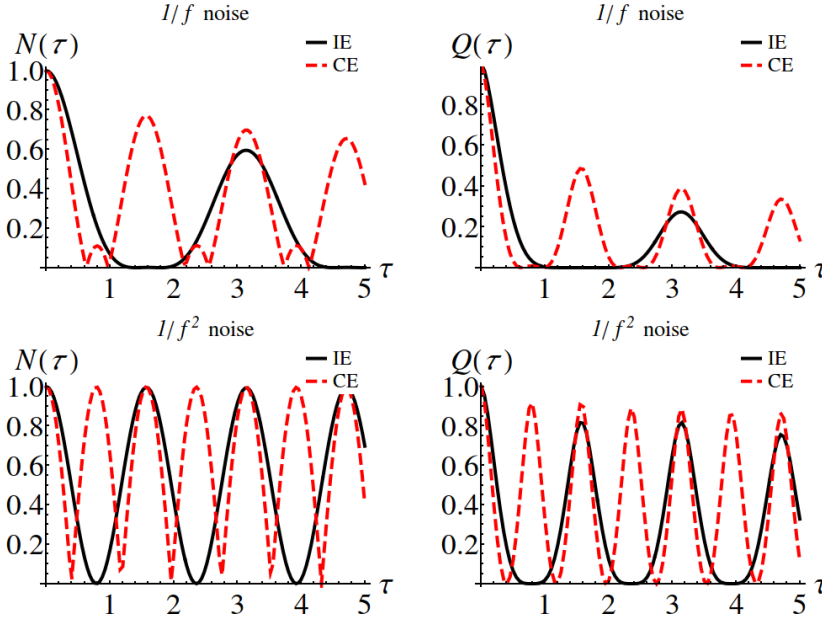 1/f noise
N(τ)
IE
CE
1.0
0.8
0.6
0.4
0.2
1 2 3 4 5 τ
1/f noise
Q(τ)
IE
CE
0.8
0.6
0.4
0.2
1 2 3 4 5 τ
1/f² noise
N(τ)
IE
CE
1.0
0.8
0.6
0.4
0.2
1 2 3 4 5 τ
1/f² noise
Q(τ)
IE
CE
1.0
0.8
0.6
0.4
0.2
1 2 3 4 5 τ